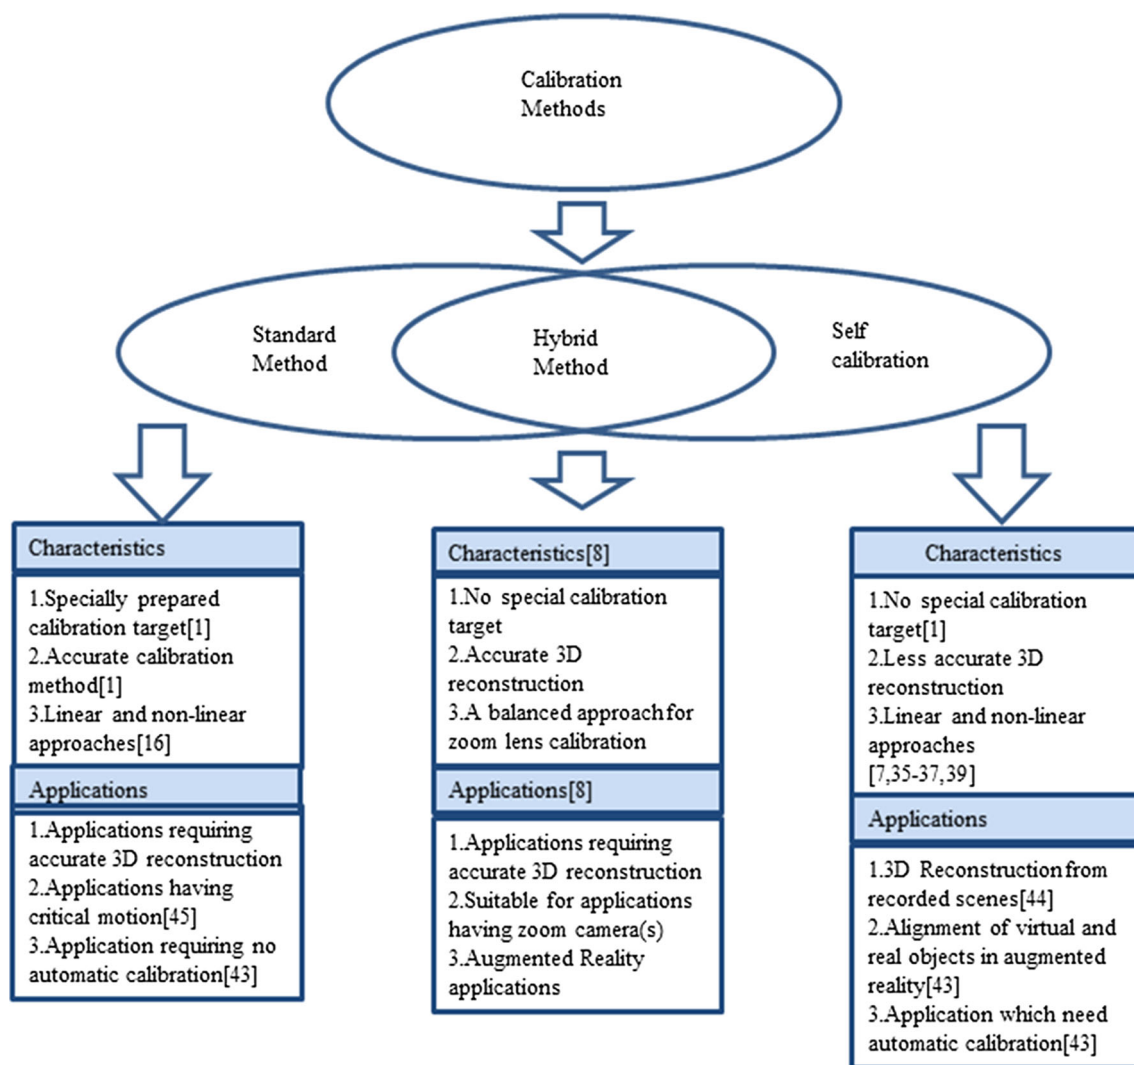 Calibration
Methods
Standard
Method
Hybrid
Method
Self
calibration
Characteristics
1.Specially prepared
calibration target[1]
2.Accurate calibration
method[1]
3.Linear and non-linear
approaches[16]
Applications
1.Applications requiring
accurate 3D reconstruction
2.Applications having
critical motion[45]
3.Application requiring no
automatic calibration[43]
Characteristics[8]
1.No special calibration
target
2.Accurate 3D
reconstruction
3.A balanced approach for
zoom lens calibration
Applications[8]
1.Applications requiring
accurate 3D reconstruction
2.Suitable for applications
having zoom camera(s)
3.Augmented Reality
applications
Characteristics
1.No special calibration
target[1]
2.Less accurate 3D
reconstruction
3.Linear and non-linear
approaches
[7,35-37,39]
Applications
1.3D Reconstruction from
recorded scenes[44]
2.Alignment of virtual and
real objects in augmented
reality[43]
3.Application which need
automatic calibration[43]